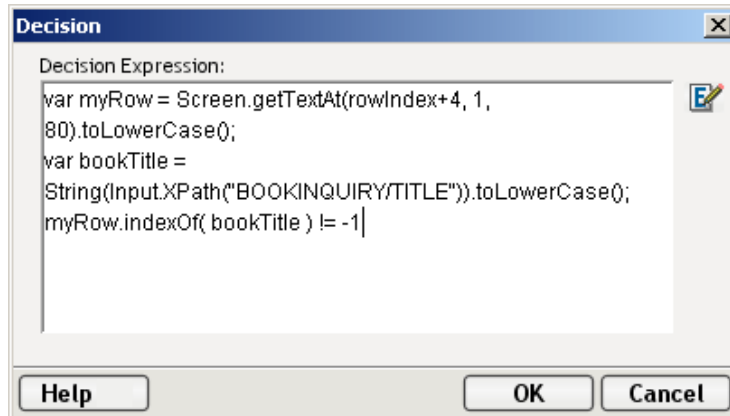 Decision
Decision Expression:
var myRow = Screen.getTextAt(rowIndex+4, 1,
80).toLowerCase();
var bookTitle =
String(Input.XPath("BOOKINQUIRY/TITLE")).toLowerCase();
myRow.indexOf( bookTitle ) != -1
Help OK Cancel